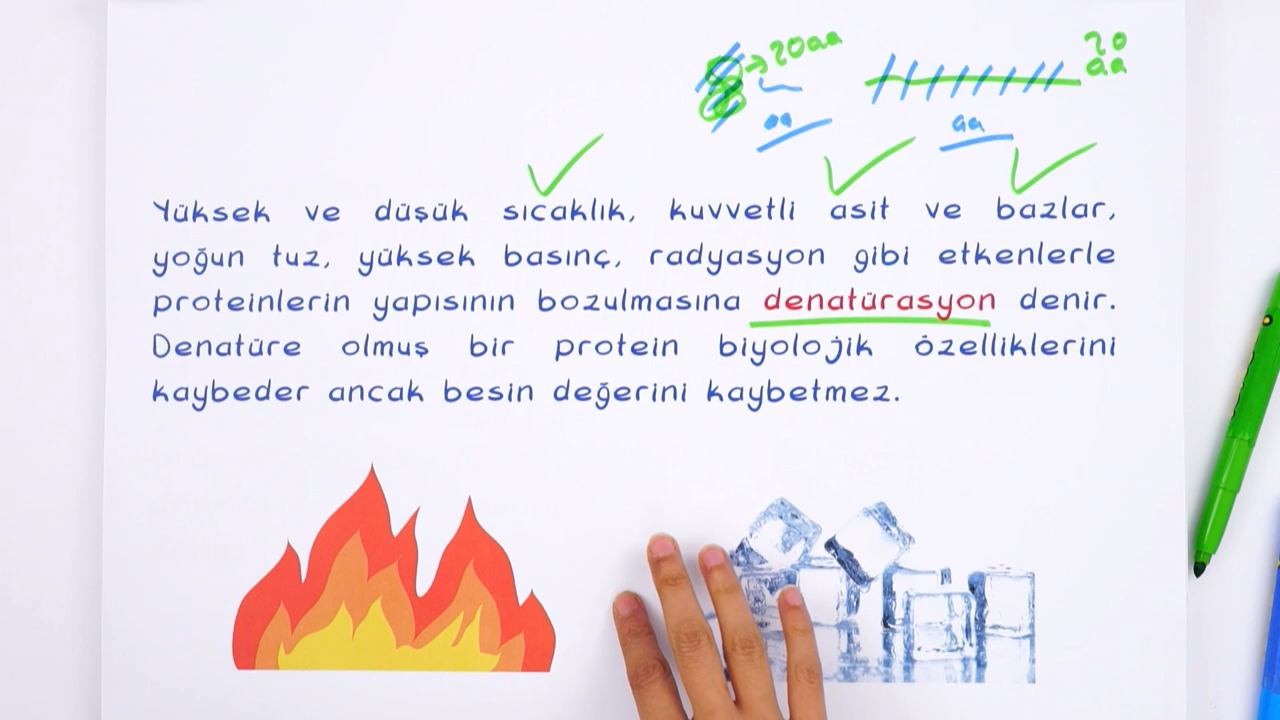 20aa
20
aa
aa
aa
Yüksek ve düşük sıcaklık, kuvvetli asit ve bazlar,
yoğun tuz, yüksek basınç, radyasyon gibi etkenlerle
proteinlerin yapısının bozulmasına denatürasyon denir.
Denatüre olmuş bir protein biyolojik özelliklerini
kaybeder ancak besin değerini kaybetmez.